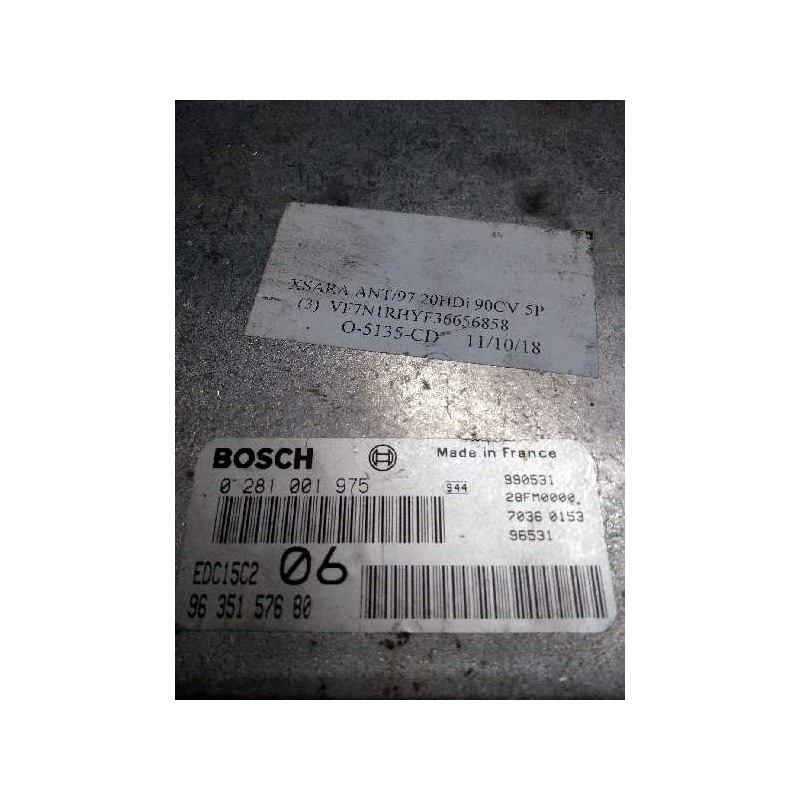 XSARA ANT/97 20HDi 90CV 5P
(3) VF7N1RHYF36656858
O-5135-CD 11/10/18
BOSCH Made in France
0 281 001 975 944 990531
28FM0000.
7036 0153
96531
EDC15C2 06
96 351 576 80